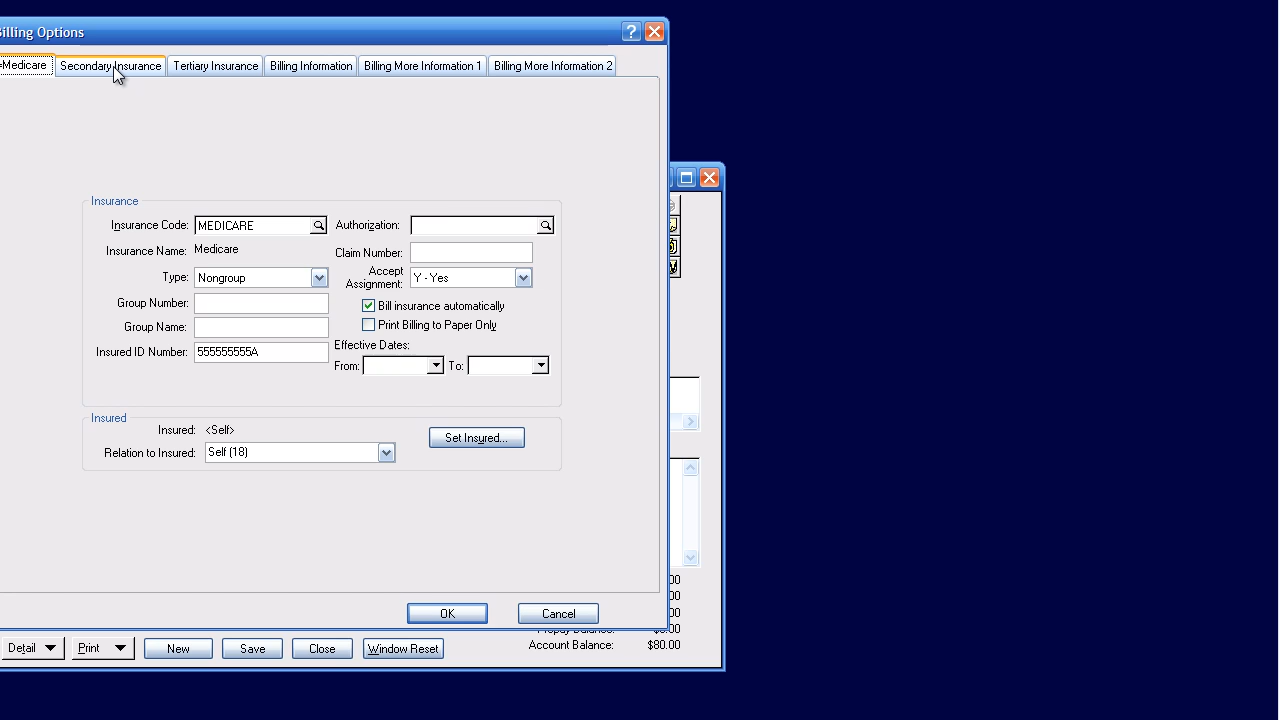 Billing Options
=Medicare Secondary Insurance Tertiary Insurance Billing Information Billing More Information 1 Billing More Information 2
Insurance
Insurance Code: MEDICARE Authorization:
Insurance Name: Medicare Claim Number:
Type: Nongroup Accept Assignment: Y - Yes
Group Number: Bill insurance automatically
Group Name: Print Billing to Paper Only
Insured ID Number: 555555555A Effective Dates:
From: To:
Insured
Insured: <Self> Set Insured...
Relation to Insured: Self (18)
OK Cancel
Account Balance: $80.00
Detail Print New Save Close Window Reset